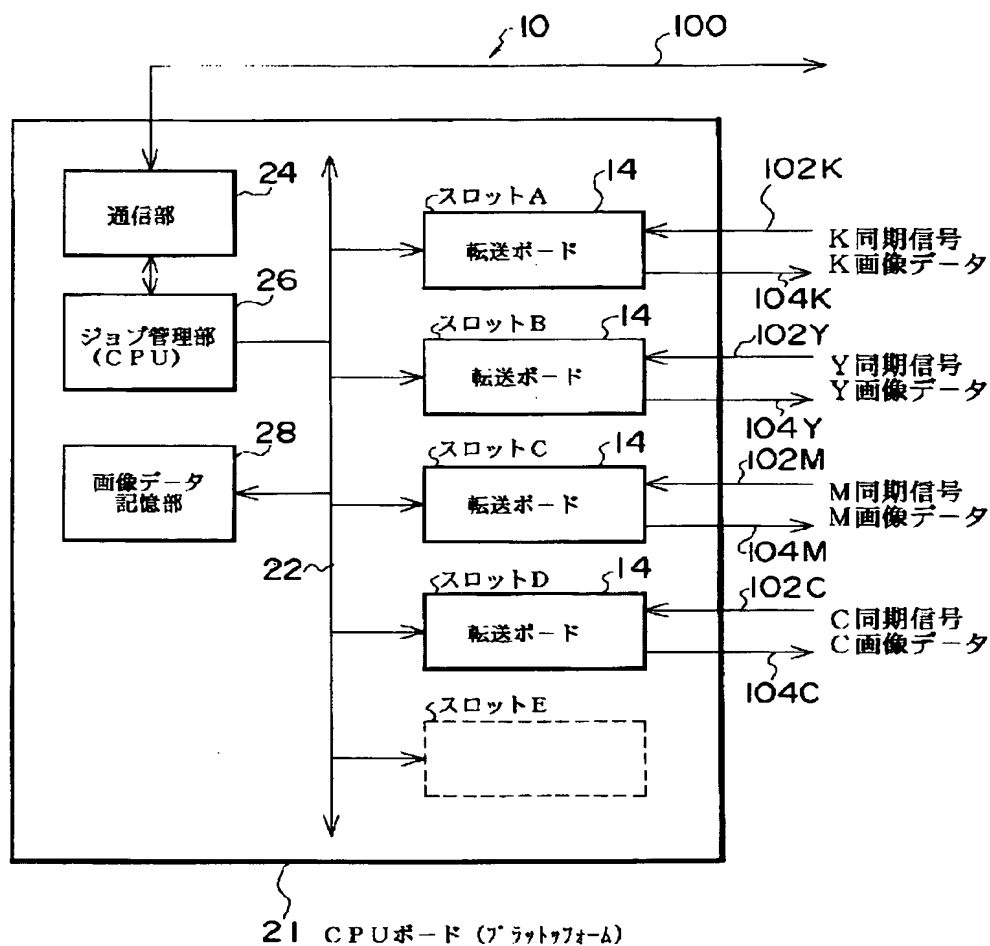 10
100
24
通信部
26
ジョブ管理部
(CPU)
28
画像データ
記憶部
22
スロットA
14
転送ボード
102K
K同期信号
K画像データ
104K
スロットB
14
転送ボード
102Y
Y同期信号
Y画像データ
104Y
スロットC
14
転送ボード
102M
M同期信号
M画像データ
104M
スロットD
14
転送ボード
102C
C同期信号
C画像データ
104C
スロットE
21 CPUボード (プラットフォーム)